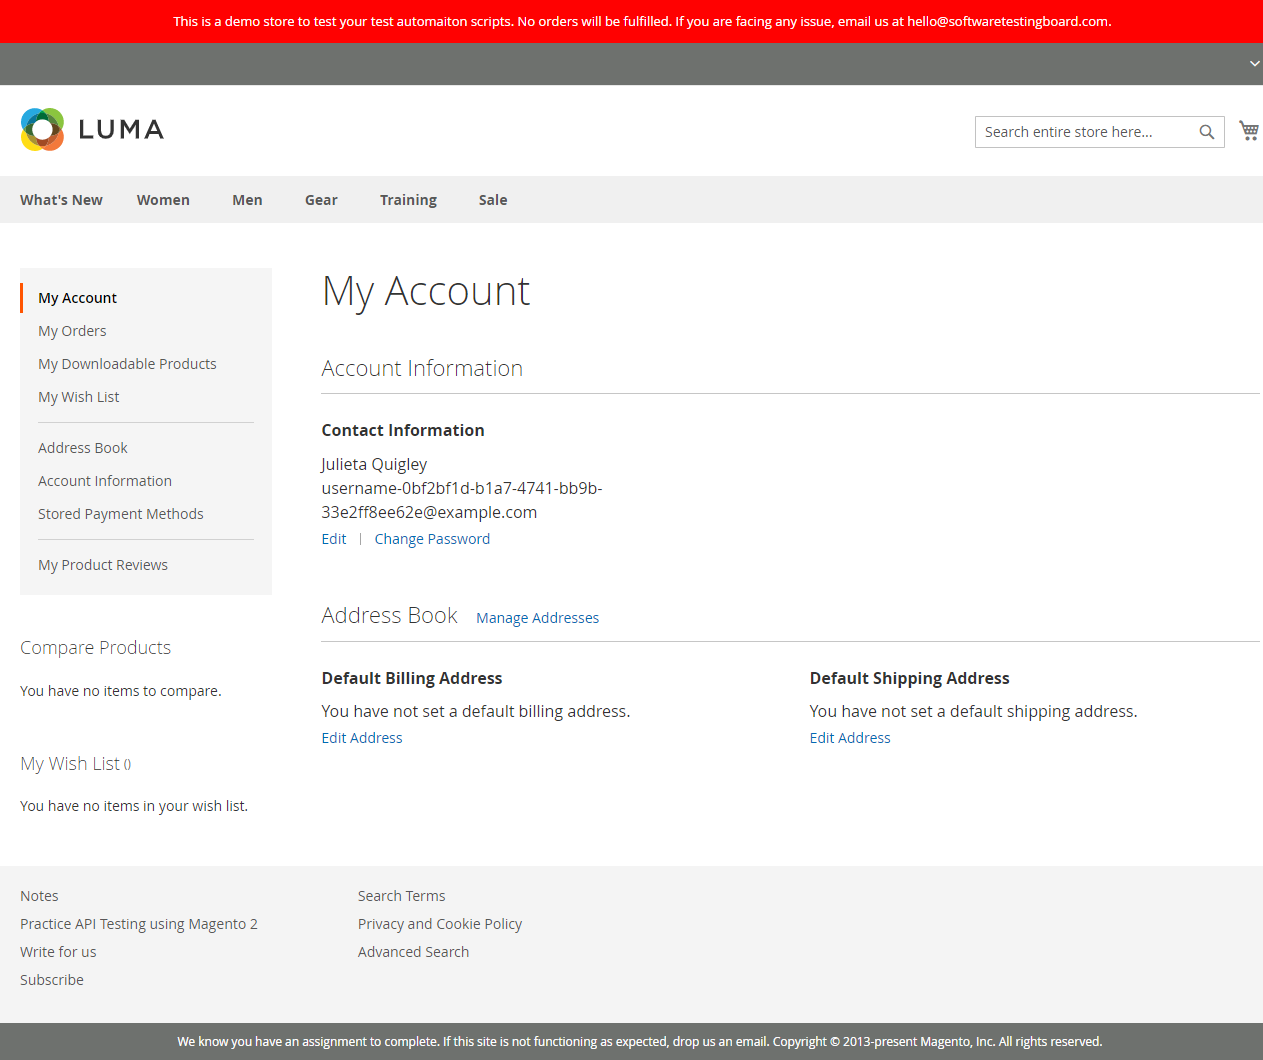 This is a demo store to test your test automaiton scripts. No orders will be fulfilled. If you are facing any issue, email us at hello@softwaretestingboard.com.
LUMA
Search entire store here...
What's New Women Men Gear Training Sale
My Account
My Orders
My Downloadable Products
My Wish List
Address Book
Account Information
Stored Payment Methods
My Product Reviews
Compare Products
You have no items to compare.
My Wish List ()
You have no items in your wish list.
My Account
Account Information
Contact Information
Julieta Quigley
username-0bf2bf1d-b1a7-4741-bb9b-
33e2ff8ee62e@example.com
Edit | Change Password
Address Book Manage Addresses
Default Billing Address
You have not set a default billing address.
Edit Address
Default Shipping Address
You have not set a default shipping address.
Edit Address
Notes
Practice API Testing using Magento 2
Write for us
Subscribe
Search Terms
Privacy and Cookie Policy
Advanced Search
We know you have an assignment to complete. If this site is not functioning as expected, drop us an email. Copyright © 2013-present Magento, Inc. All rights reserved.